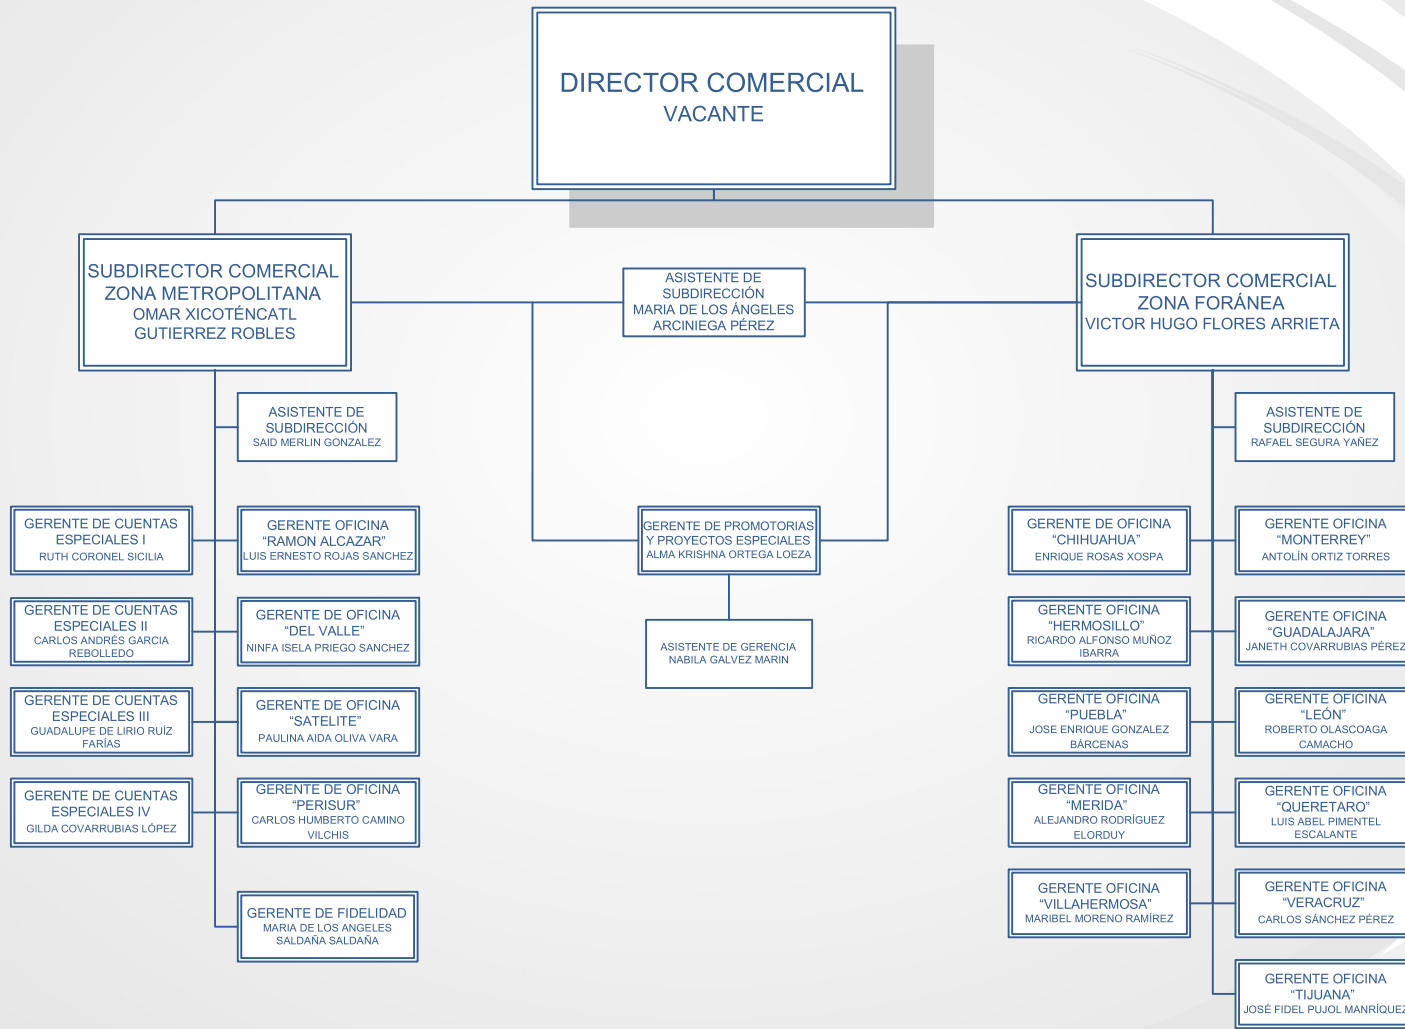 DIRECTOR COMERCIAL
VACANTE
SUBDIRECTOR COMERCIAL
ZONA METROPOLITANA
OMAR XICOTÉNCATL
GUTIERREZ ROBLES
ASISTENTE DE
SUBDIRECCIÓN
MARIA DE LOS ÁNGELES
ARCINIEGA PÉREZ
SUBDIRECTOR COMERCIAL
ZONA FORÁNEA
VICTOR HUGO FLORES ARRIETA
ASISTENTE DE
SUBDIRECCIÓN
SAID MERLIN GONZALEZ
ASISTENTE DE
SUBDIRECCIÓN
RAFAEL SEGURA YAÑEZ
GERENTE DE CUENTAS
ESPECIALES I
RUTH CORONEL SICILIA
GERENTE OFICINA
“RAMON ALCAZAR”
LUIS ERNESTO ROJAS SANCHEZ
GERENTE DE PROMOTORIAS
Y PROYECTOS ESPECIALES
ALMA KRISHNA ORTEGA LOEZA
GERENTE DE OFICINA
“CHIHUAHUA”
ENRIQUE ROSAS XOSPA
GERENTE OFICINA
“MONTERREY”
ANTOLÍN ORTIZ TORRES
GERENTE DE CUENTAS
ESPECIALES II
CARLOS ANDRÉS GARCIA
REBOLLEDO
GERENTE DE OFICINA
“DEL VALLE”
NINFA ISELA PRIEGO SANCHEZ
ASISTENTE DE GERENCIA
NABILA GALVEZ MARIN
GERENTE OFICINA
“HERMOSILLO”
RICARDO ALFONSO MUÑOZ
IBARRA
GERENTE OFICINA
“GUADALAJARA”
JANETH COVARRUBIAS PÉREZ
GERENTE DE CUENTAS
ESPECIALES III
GUADALUPE DE LIRIO RUÍZ
FARÍAS
GERENTE DE OFICINA
“SATELITE”
PAULINA AIDA OLIVA VARA
GERENTE OFICINA
“PUEBLA”
JOSE ENRIQUE GONZALEZ
BÁRCENAS
GERENTE OFICINA
“LEÓN”
ROBERTO OLASCOAGA
CAMACHO
GERENTE DE CUENTAS
ESPECIALES IV
GILDA COVARRUBIAS LÓPEZ
GERENTE DE OFICINA
“PERISUR”
CARLOS HUMBERTO CAMINO
VILCHIS
GERENTE OFICINA
“MERIDA”
ALEJANDRO RODRÍGUEZ
ELORDUY
GERENTE OFICINA
“QUERETARO”
LUIS ABEL PIMENTEL
ESCALANTE
GERENTE DE FIDELIDAD
MARIA DE LOS ANGELES
SALDAÑA SALDAÑA
GERENTE OFICINA
“VILLAHERMOSA”
MARIBEL MORENO RAMÍREZ
GERENTE OFICINA
“VERACRUZ”
CARLOS SÁNCHEZ PÉREZ
GERENTE OFICINA
“TIJUANA”
JOSÉ FIDEL PUJOL MANRÍQUEZ